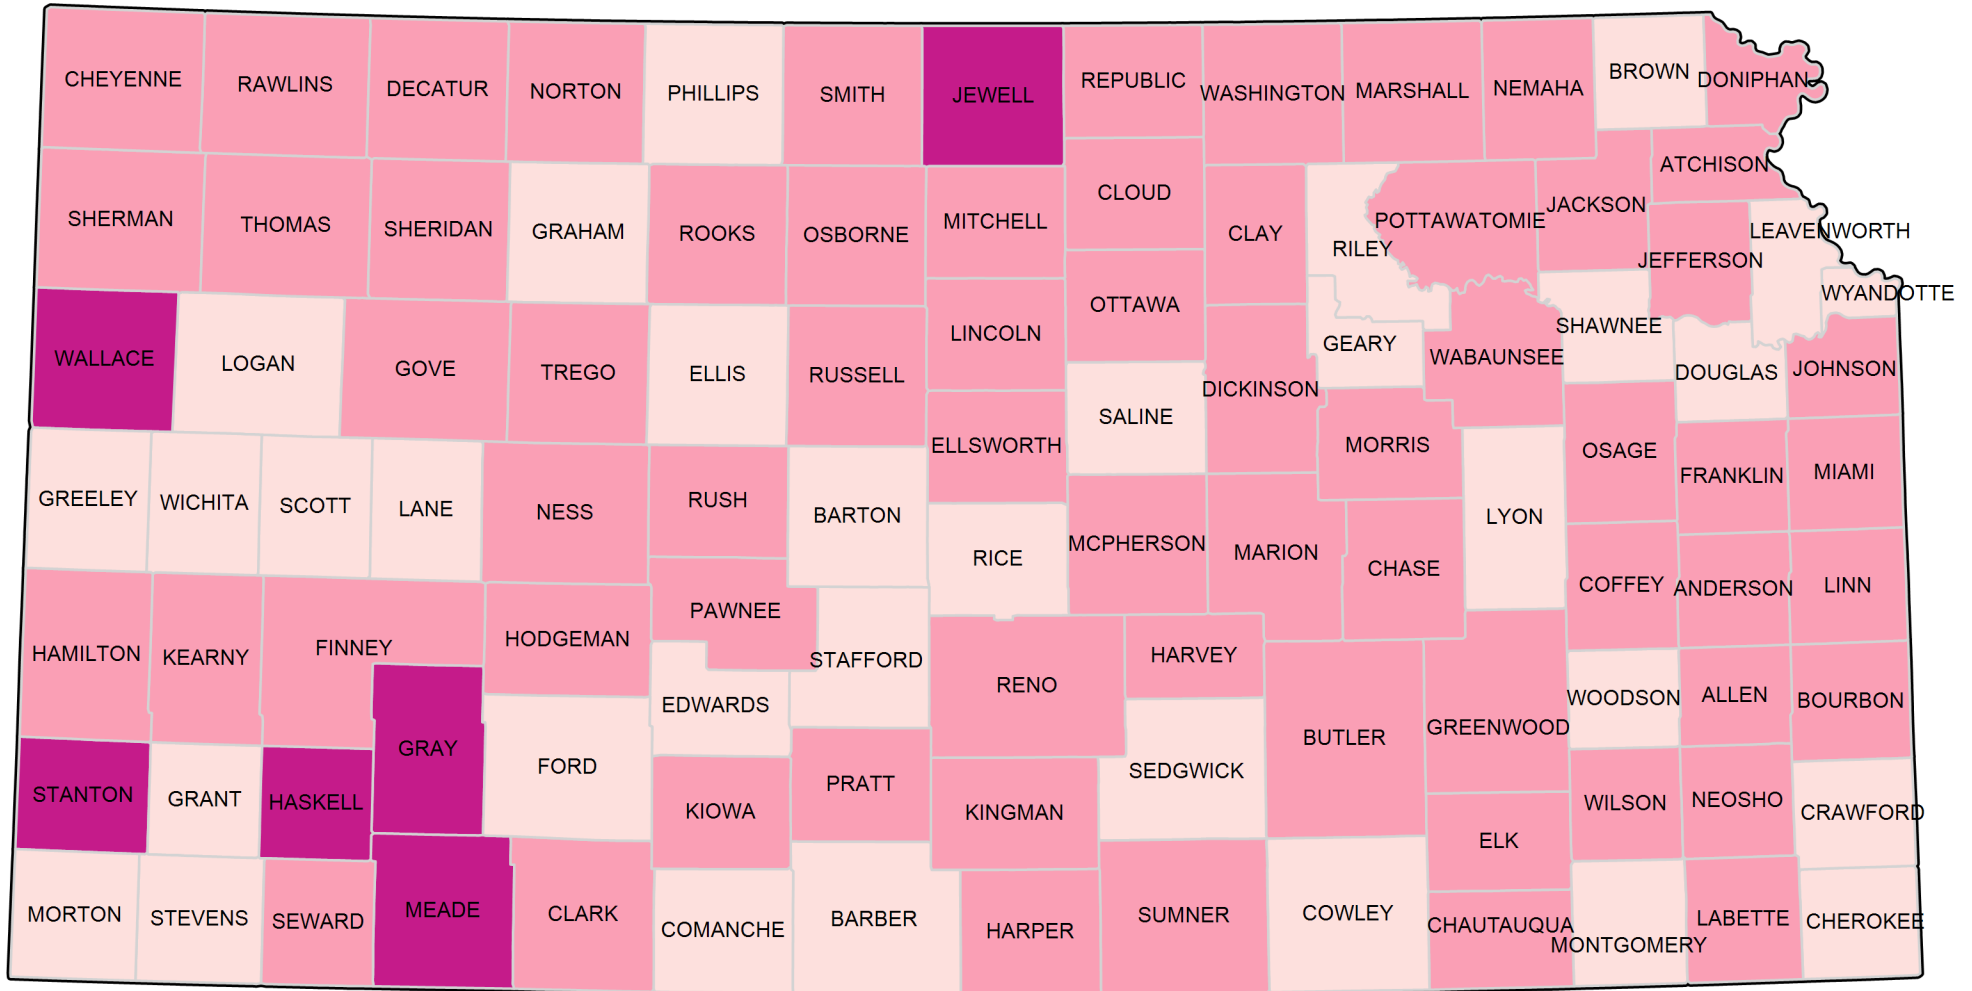 CHEYENNE
RAWLINS
DECATUR
NORTON
PHILLIPS
SMITH
JEWELL
REPUBLIC
WASHINGTON
MARSHALL
NEMAHA
BROWN
DONIPHAN
SHERMAN
THOMAS
SHERIDAN
GRAHAM
ROOKS
OSBORNE
MITCHELL
CLOUD
CLAY
RILEY
POTTAWATOMIE
JACKSON
ATCHISON
JEFFERSON
LEAVENWORTH
WYANDOTTE
WALLACE
LOGAN
GOVE
TREGO
ELLIS
RUSSELL
LINCOLN
OTTAWA
DICKINSON
GEARY
WABAUNSEE
SHAWNEE
DOUGLAS
JOHNSON
ELLSWORTH
SALINE
MORRIS
OSAGE
FRANKLIN
MIAMI
GREELEY
WICHITA
SCOTT
LANE
NESS
RUSH
BARTON
RICE
MCPHERSON
MARION
CHASE
LYON
COFFEY
ANDERSON
LINN
HAMILTON
KEARNY
FINNEY
HODGEMAN
PAWNEE
STAFFORD
EDWARDS
RENO
HARVEY
BUTLER
GREENWOOD
WOODSON
ALLEN
BOURBON
STANTON
GRANT
HASKELL
GRAY
FORD
KIOWA
PRATT
KINGMAN
SEDGWICK
ELK
WILSON
NEOSHO
CRAWFORD
MORTON
STEVENS
SEWARD
MEADE
CLARK
COMANCHE
BARBER
HARPER
SUMNER
COWLEY
CHAUTAUQUA
MONTGOMERY
LABETTE
CHEROKEE